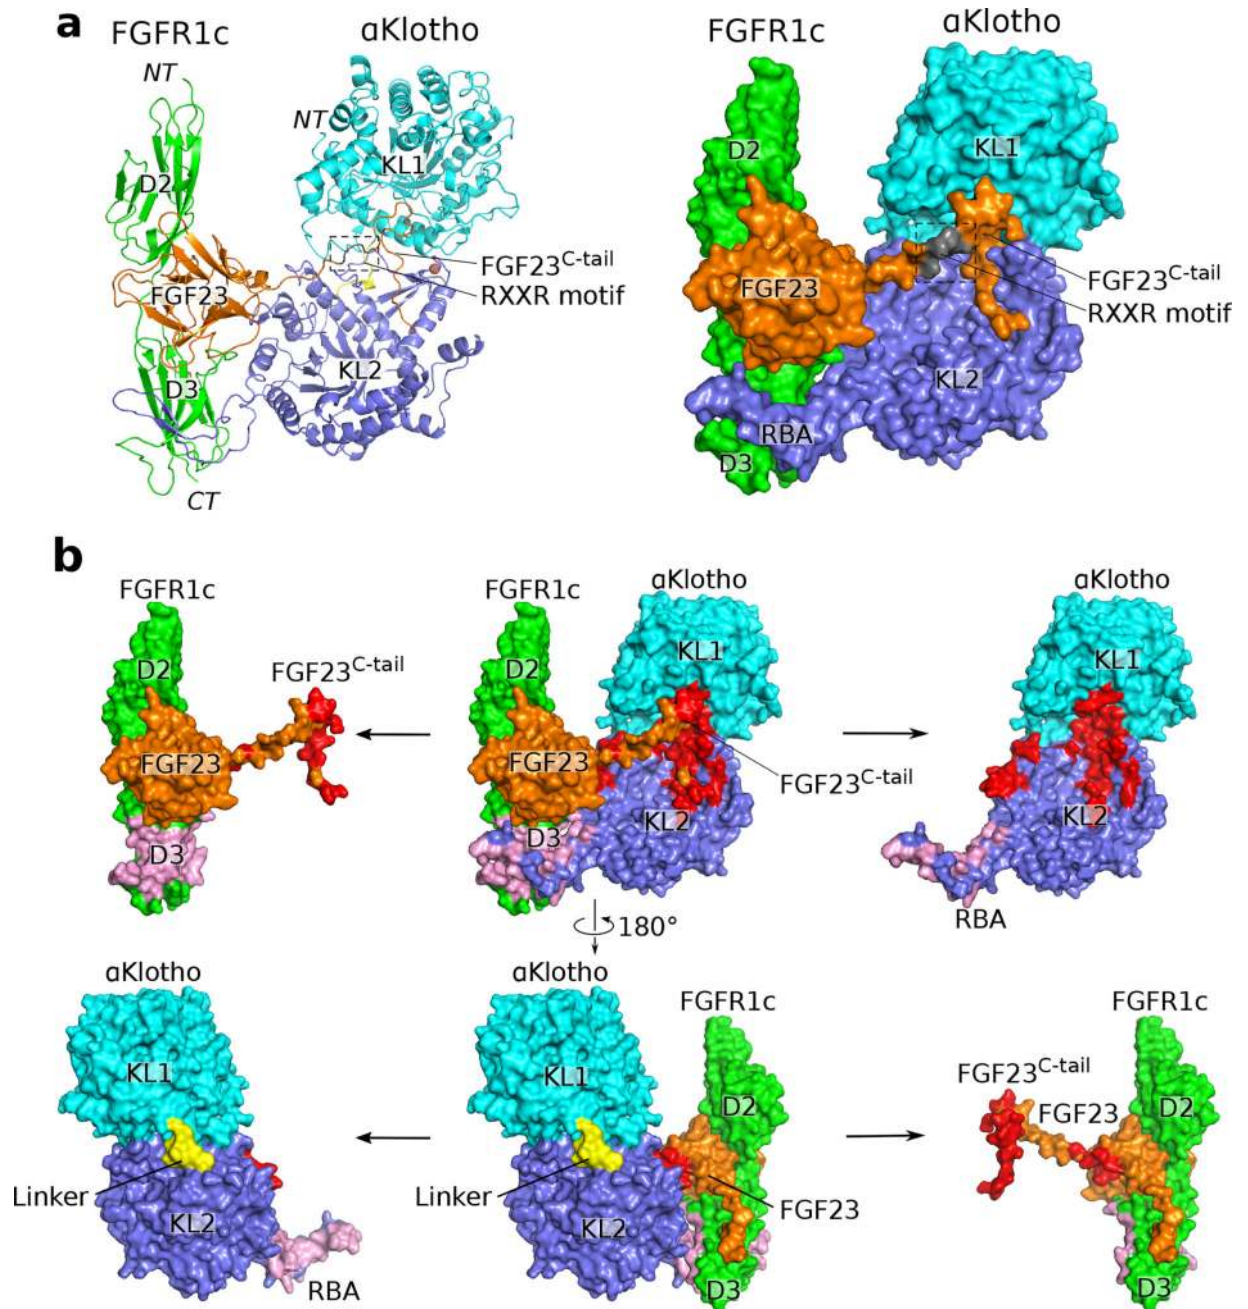 a
FGFR1c
αKlotho
NT
NT
D2
KL1
FGF23
FGF23C-tail
RXXR motif
KL2
D3
CT
FGFR1c
αKlotho
D2
KL1
FGF23
FGF23C-tail
RXXR motif
KL2
RBA
D3
b
FGFR1c
D2
FGF23C-tail
FGF23
D3
FGFR1c
αKlotho
D2
KL1
FGF23
FGF23C-tail
KL2
D3
180°
αKlotho
KL1
KL2
RBA
αKlotho
KL1
Linker
KL2
RBA
αKlotho
FGFR1c
KL1
D2
Linker
KL2
FGF23
D3
FGFR1c
FGF23C-tail
FGF23
D2
D3